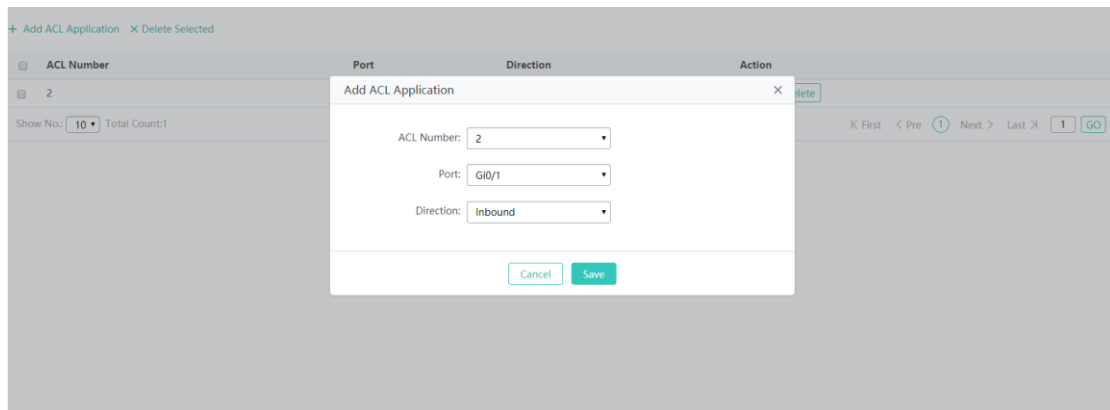 + Add ACL Application × Delete Selected
ACL Number Port Direction Action
Add ACL Application ×
2
Show No.: 10 Total Count:1
K First < Pre 1 Next > Last >| 1 GO
ACL Number: 2
Port: Gi0/1
Direction: Inbound
Cancel Save